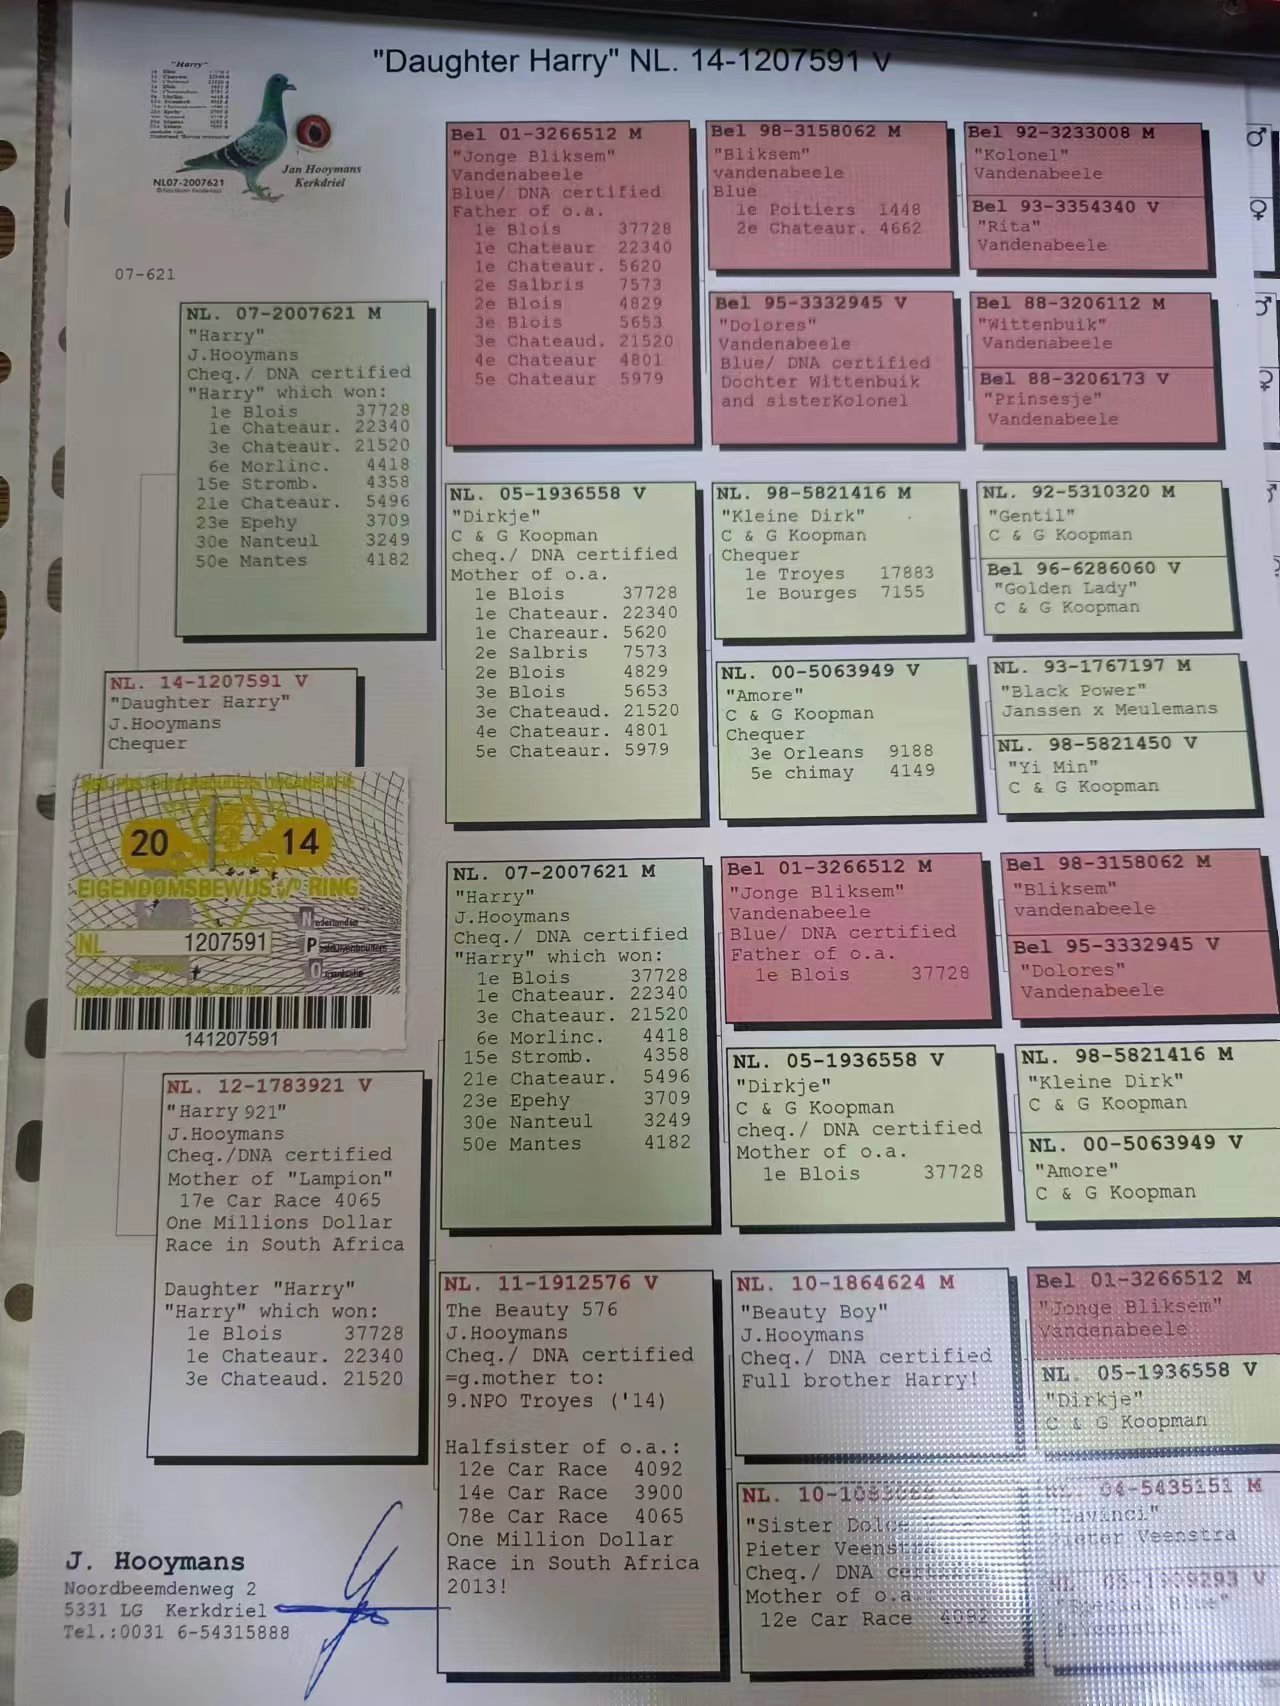 "Daughter Harry" NL. 14-1207591 V
"Harry"
Jan Hooymans
Kerkdriel
NL07-2007621
07-621
NL. 07-2007621 M
"Harry"
J.Hooymans
Cheq./ DNA certified
"Harry" which won:
1e Blois 37728
1e Chateaur. 22340
3e Chateaur. 21520
6e Morlinc. 4418
15e Stromb. 4358
21e Chateaur. 5496
23e Epehy 3709
30e Nanteul 3249
50e Mantes 4182
NL. 14-1207591 V
"Daughter Harry"
J.Hooymans
Chequer
20 14
EIGENDOMSBEWIJS RING
NL 1207591
Nederlandse
Postduivenhouders
Organisatie
141207591
NL. 12-1783921 V
"Harry 921"
J.Hooymans
Cheq./DNA certified
Mother of "Lampion"
17e Car Race 4065
One Millions Dollar
Race in South Africa
Daughter "Harry"
"Harry" which won:
1e Blois 37728
1e Chateaur. 22340
3e Chateaud. 21520
J. Hooymans
Noordbeemdenweg 2
5331 LG Kerkdriel
Tel.:0031 6-54315888
Bel 01-3266512 M
"Jonge Bliksem"
Vandenabeele
Blue/ DNA certified
Father of o.a.
1e Blois 37728
1e Chateaur 22340
1e Chateaur. 5620
2e Salbris 7573
2e Blois 4829
3e Blois 5653
3e Chateaud. 21520
4e Chateaur 4801
5e Chateaur 5979
NL. 05-1936558 V
"Dirkje"
C & G Koopman
cheq./ DNA certified
Mother of o.a.
1e Blois 37728
1e Chateaur. 22340
1e Chareaur. 5620
2e Salbris 7573
2e Blois 4829
3e Blois 5653
3e Chateaud. 21520
4e Chateaur. 4801
5e Chateaur. 5979
NL. 07-2007621 M
"Harry"
J.Hooymans
Cheq./ DNA certified
"Harry" which won:
1e Blois 37728
1e Chateaur. 22340
3e Chateaur. 21520
6e Morlinc. 4418
15e Stromb. 4358
21e Chateaur. 5496
23e Epehy 3709
30e Nanteul 3249
50e Mantes 4182
NL. 11-1912576 V
The Beauty 576
J.Hooymans
Cheq./ DNA certified
=g.mother to:
9.NPO Troyes ('14)
Halfsister of o.a.:
12e Car Race 4092
14e Car Race 3900
78e Car Race 4065
One Million Dollar
Race in South Africa
2013!
Bel 98-3158062 M
"Bliksem"
vandenabeele
Blue
1e Poitiers 1448
2e Chateaur. 4662
Bel 95-3332945 V
"Dolores"
Vandenabeele
Blue/ DNA certified
Dochter Wittenbuik
and sisterKolonel
NL. 98-5821416 M
"Kleine Dirk"
C & G Koopman
Chequer
1e Troyes 17883
1e Bourges 7155
NL. 00-5063949 V
"Amore"
C & G Koopman
Chequer
3e Orleans 9188
5e chimay 4149
Bel 01-3266512 M
"Jonge Bliksem"
Vandenabeele
Blue/ DNA certified
Father of o.a.
1e Blois 37728
NL. 05-1936558 V
"Dirkje"
C & G Koopman
cheq./ DNA certified
Mother of o.a.
1e Blois 37728
NL. 10-1864624 M
"Beauty Boy"
J.Hooymans
Cheq./ DNA certified
Full brother Harry!
NL.
"Sister Dolce
Pieter Veenstra
Cheq./ DNA
Mother of o.a.
12e Car Race 4092
Bel 92-3233008 M
"Kolonel"
Vandenabeele
Bel 93-3354340 V
"Rita"
Vandenabeele
Bel 88-3206112 M
"Wittenbuik"
Vandenabeele
Bel 88-3206173 V
"Prinsesje"
Vandenabeele
NL. 92-5310320 M
"Gentil"
C & G Koopman
Bel 96-6286060 V
"Golden Lady"
C & G Koopman
NL. 93-1767197 M
"Black Power"
Janssen x Meulemans
NL. 98-5821450 V
"Yi Min"
C & G Koopman
Bel 98-3158062 M
"Bliksem"
vandenabeele
Bel 95-3332945 V
"Dolores"
Vandenabeele
NL. 98-5821416 M
"Kleine Dirk"
C & G Koopman
NL. 00-5063949 V
"Amore"
C & G Koopman
Bel 01-3266512 M
"Jonge Bliksem"
Vandenabeele
NL. 05-1936558 V
"Dirkje"
C & G Koopman
04-5435151 M
Pieter Veenstra